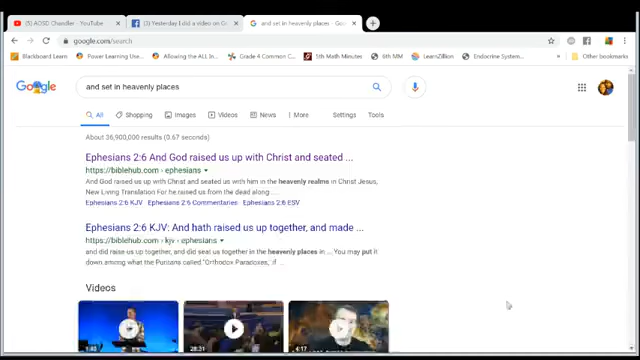 (5) AOSD Chandler - YouTube
(3) Yesterday I did a video on G
and set in heavenly places - Goo
google.com/search
Blackboard Learn
Power Learning Use...
Allowing the ALL IN...
Grade 4 Common C...
5th Math Minutes
6th MM
LearnZillion
Endocrine System...
Other bookmarks
Google
and set in heavenly places
All Shopping Images Videos News More Settings Tools
About 36,900,000 results (0.67 seconds)
Ephesians 2:6 And God raised us up with Christ and seated ...
https://biblehub.com › ephesians
And God raised us up with Christ and seated us with him in the heavenly realms in Christ Jesus,
New Living Translation For he raised us from the dead along ...
Ephesians 2:6 KJV Ephesians 2:6 Commentaries Ephesians 2:6 ESV
Ephesians 2:6 KJV: And hath raised us up together, and made ...
https://biblehub.com › kjv › ephesians
and did raise us up together, and did seat us together in the heavenly places in ... You may put it
down among what the Puritans called "Orthodox Paradoxes,' if ...
Videos
1:40
28:31
4:17